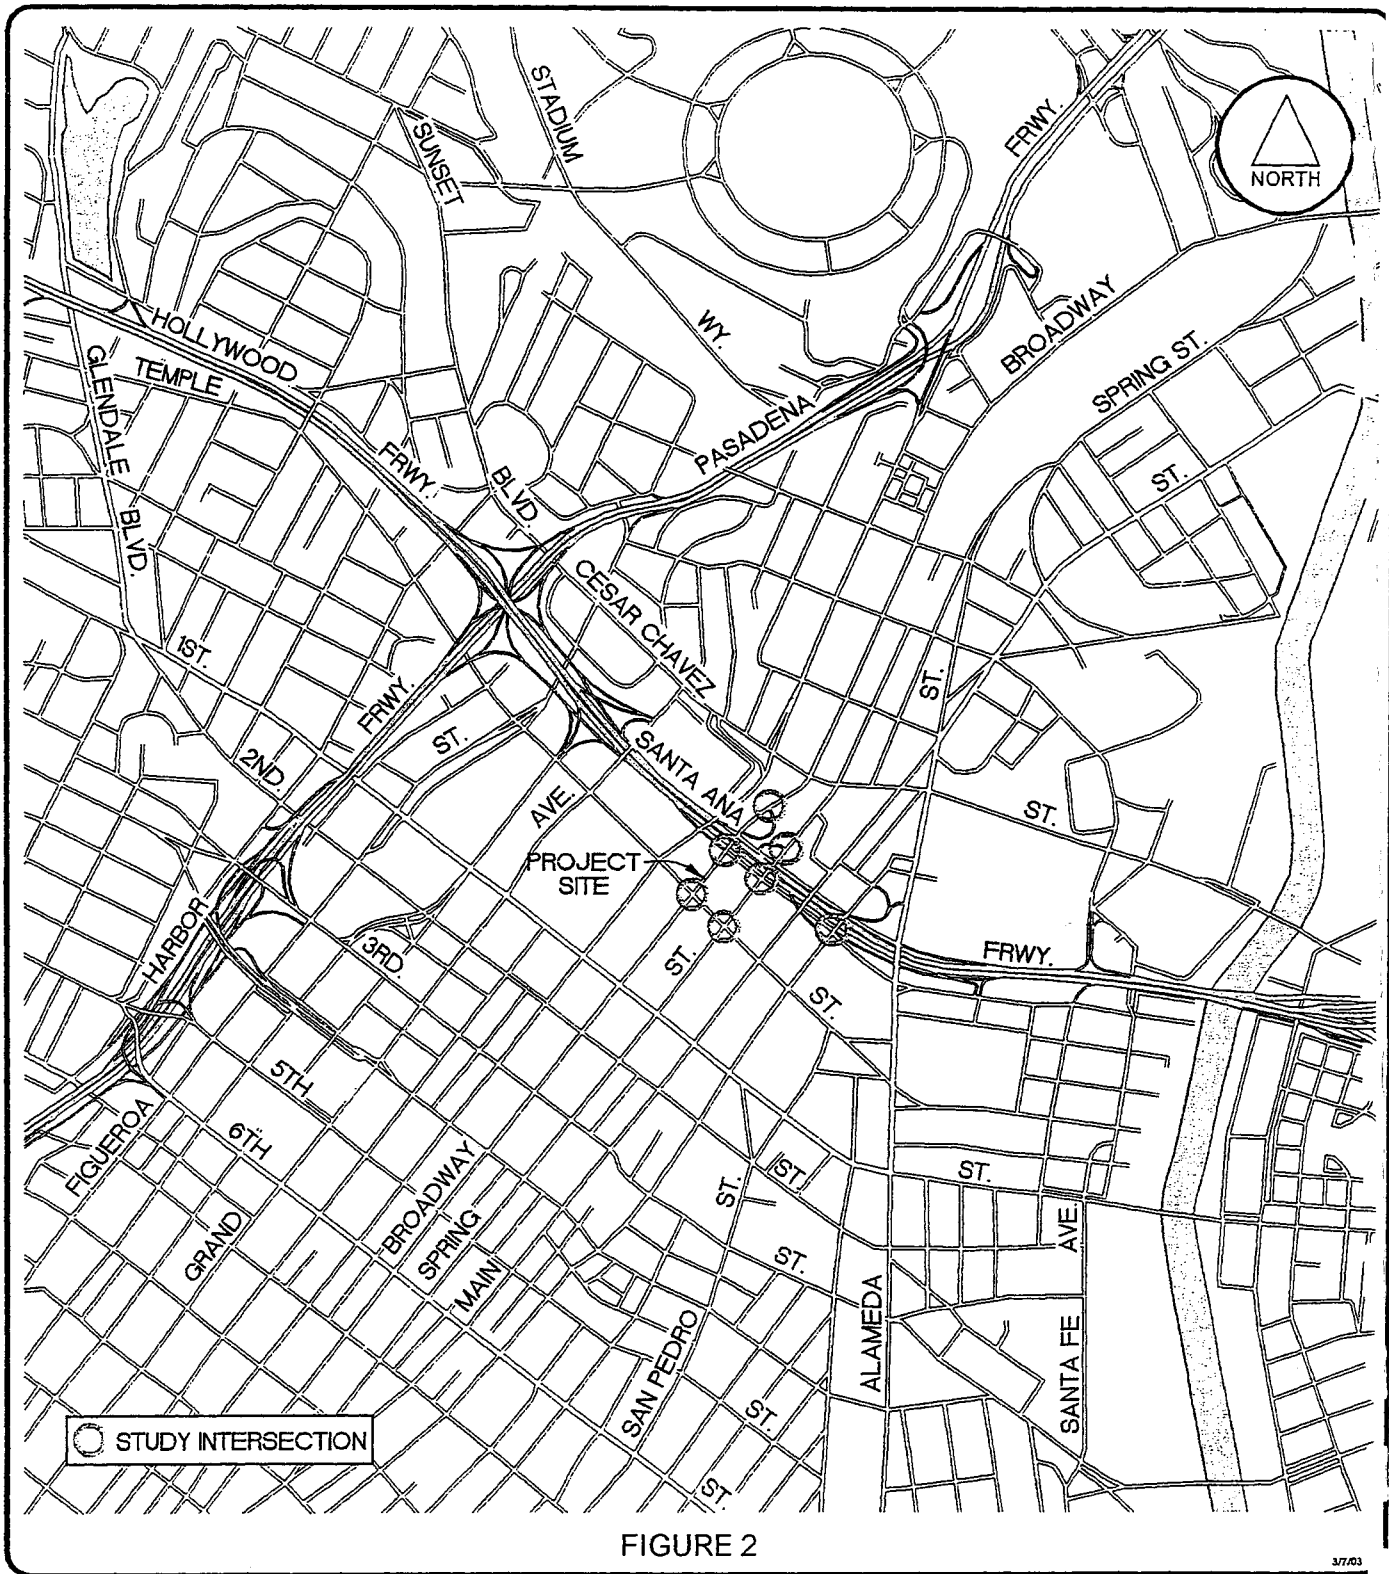 STADIUM
SUNSET
FRWY.
NORTH
HOLLYWOOD
TEMPLE
WY.
BROADWAY
SPRING ST.
GLENDALE BLVD.
PASADENA
FRWY.
BLVD.
ST.
CESAR CHAVEZ
1ST.
FRWY.
ST.
ST.
2ND.
SANTA ANA
AVE.
ST.
PROJECT
SITE
HARBOR
3RD.
ST.
FRWY.
ST.
5TH
FIGUEROA
6TH
BROADWAY
ST.
ST.
ST.
GRAND
SPRING
MAIN
AVE.
ST.
SAN PEDRO
ALAMEDA
SANTA FE
ST.
STUDY INTERSECTION
ST.
FIGURE 2
3/7/03